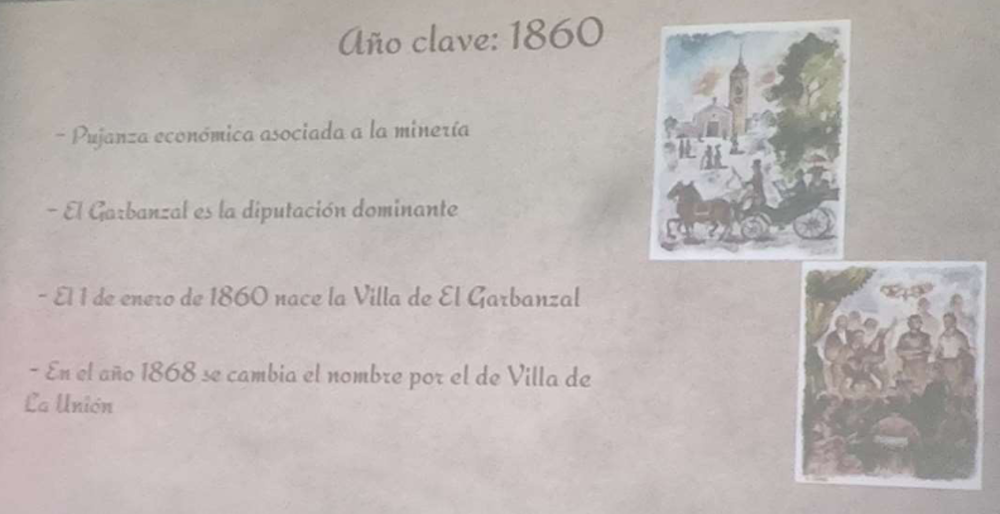 Año clave: 1860
- Pujanza económica asociada a la minería
- El Garbanzal es la diputación dominante
- El 1 de enero de 1860 nace la Villa de El Garbanzal
- En el año 1868 se cambia el nombre por el de Villa de
La Unión